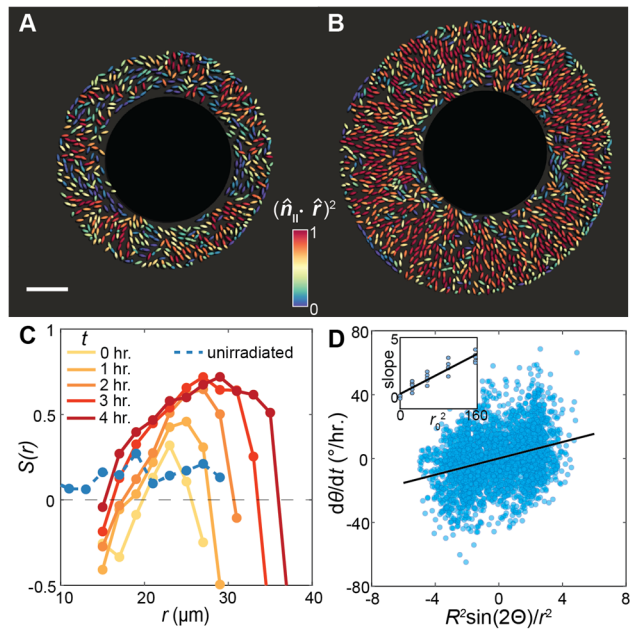 A
B
(n̂_∥ · r̂)²
1
0
C
t
0 hr.
1 hr.
2 hr.
3 hr.
4 hr.
unirradiated
S(r)
1
0.5
0
-0.5
10
20
30
40
r (μm)
D
dθ/dt (°/hr.)
80
40
0
-40
-80
slope
5
0
0
160
r₀²
-8
-4
0
4
8
R²sin(2Θ)/r²